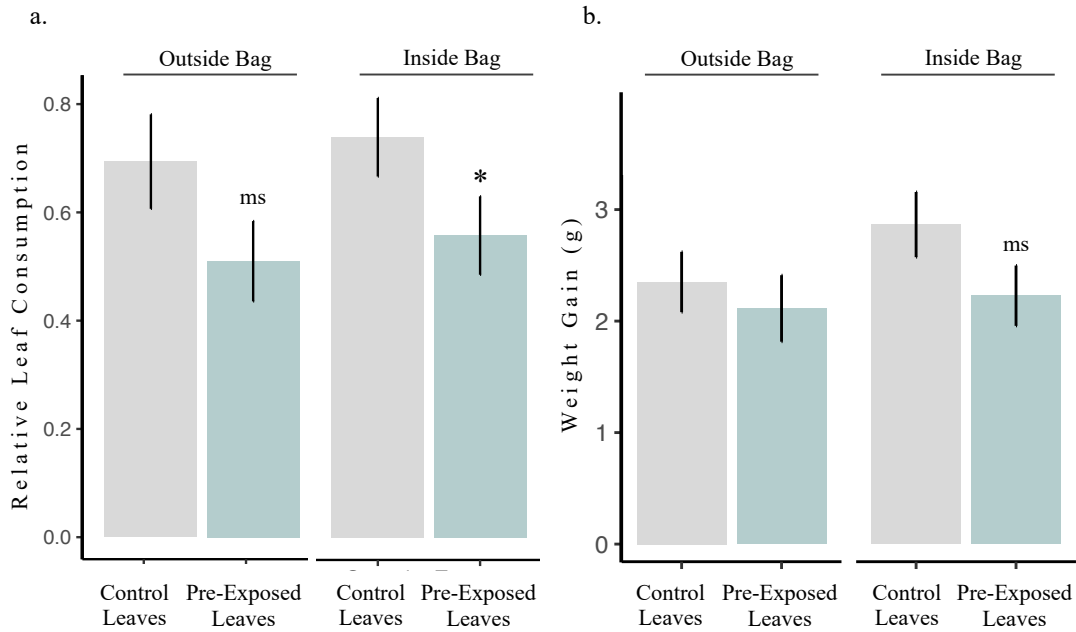 a.
Outside Bag
Inside Bag
Relative Leaf Consumption
0.8
0.6
0.4
0.2
0.0
ms
*
Control
Leaves
Pre-Exposed
Leaves
Control
Leaves
Pre-Exposed
Leaves
b.
Outside Bag
Inside Bag
Weight Gain (g)
3
2
1
0
ms
Control
Leaves
Pre-Exposed
Leaves
Control
Leaves
Pre-Exposed
Leaves